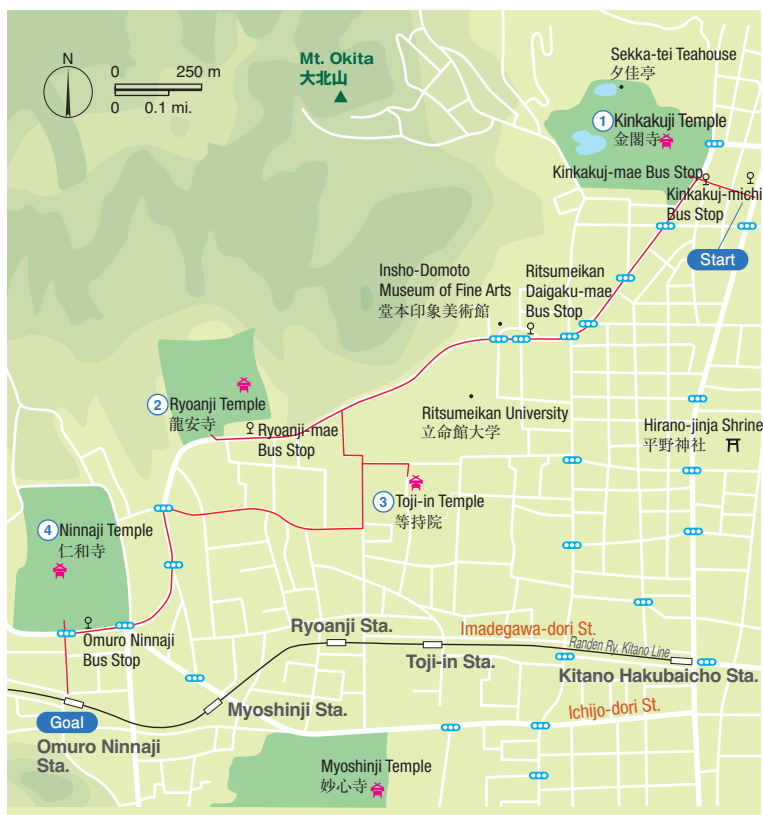 N
0 250 m
0 0.1 mi.
Mt. Okita
大北山
Sekka-tei Teahouse
夕佳亭
1 Kinkakuji Temple
金閣寺
Kinkakuj-mae Bus Stop
Kinkakuj-michi
Bus Stop
Start
Insho-Domoto
Museum of Fine Arts
堂本印象美術館
Ritsumeikan
Daigaku-mae
Bus Stop
2 Ryoanji Temple
龍安寺
Ryoanji-mae
Bus Stop
Ritsumeikan University
立命館大学
Hirano-jinja Shrine
平野神社
3 Toji-in Temple
等持院
4 Ninnaji Temple
仁和寺
Omuro Ninnaji
Bus Stop
Ryoanji Sta.
Imadegawa-dori St.
Randen Ry. Kitano Line
Toji-in Sta.
Kitano Hakubaicho Sta.
Myoshinji Sta.
Ichijo-dori St.
Goal
Omuro Ninnaji
Sta.
Myoshinji Temple
妙心寺